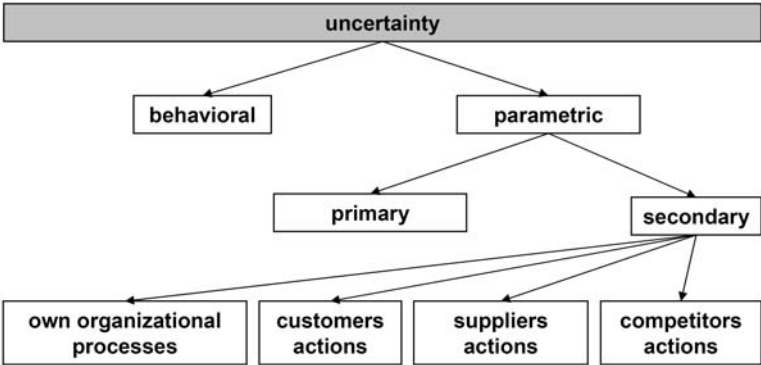 uncertainty
behavioral
parametric
primary
secondary
own organizational
processes
customers
actions
suppliers
actions
competitors
actions